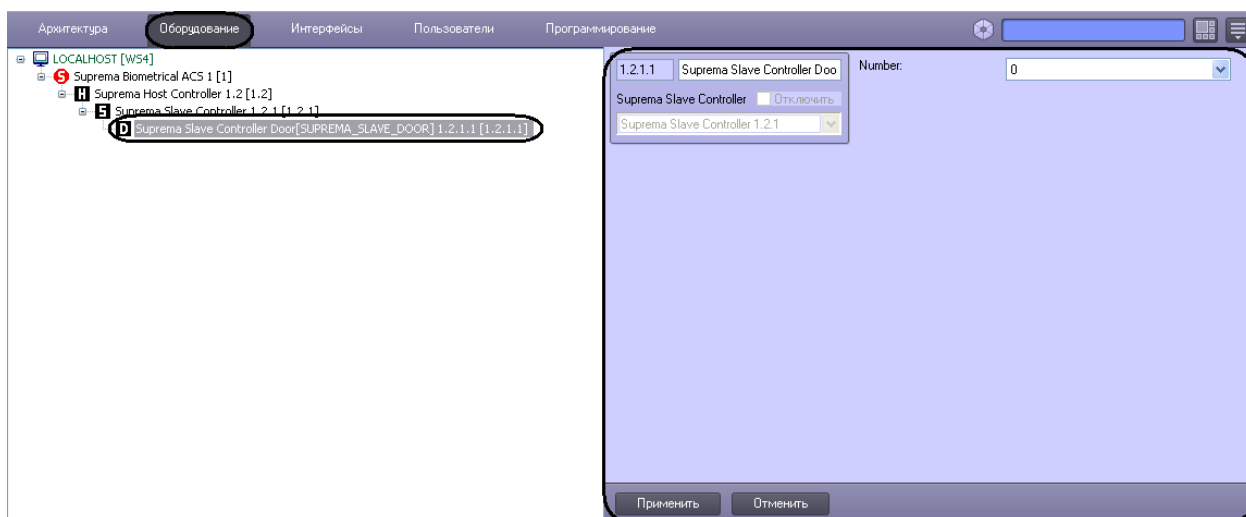 Архитектура Оборудование Интерфейсы Пользователи Программирование
LOCALHOST [WS4]
Suprema Biometrical ACS 1 [1]
H Suprema Host Controller 1.2 [1.2]
S Suprema Slave Controller 1.2.1 [1.2.1]
D Suprema Slave Controller Door[SUPREMA_SLAVE_DOOR] 1.2.1.1 [1.2.1.1]
1.2.1.1 Suprema Slave Controller Doo
Number: 0
Suprema Slave Controller Отключить
Suprema Slave Controller 1.2.1
Применить Отменить